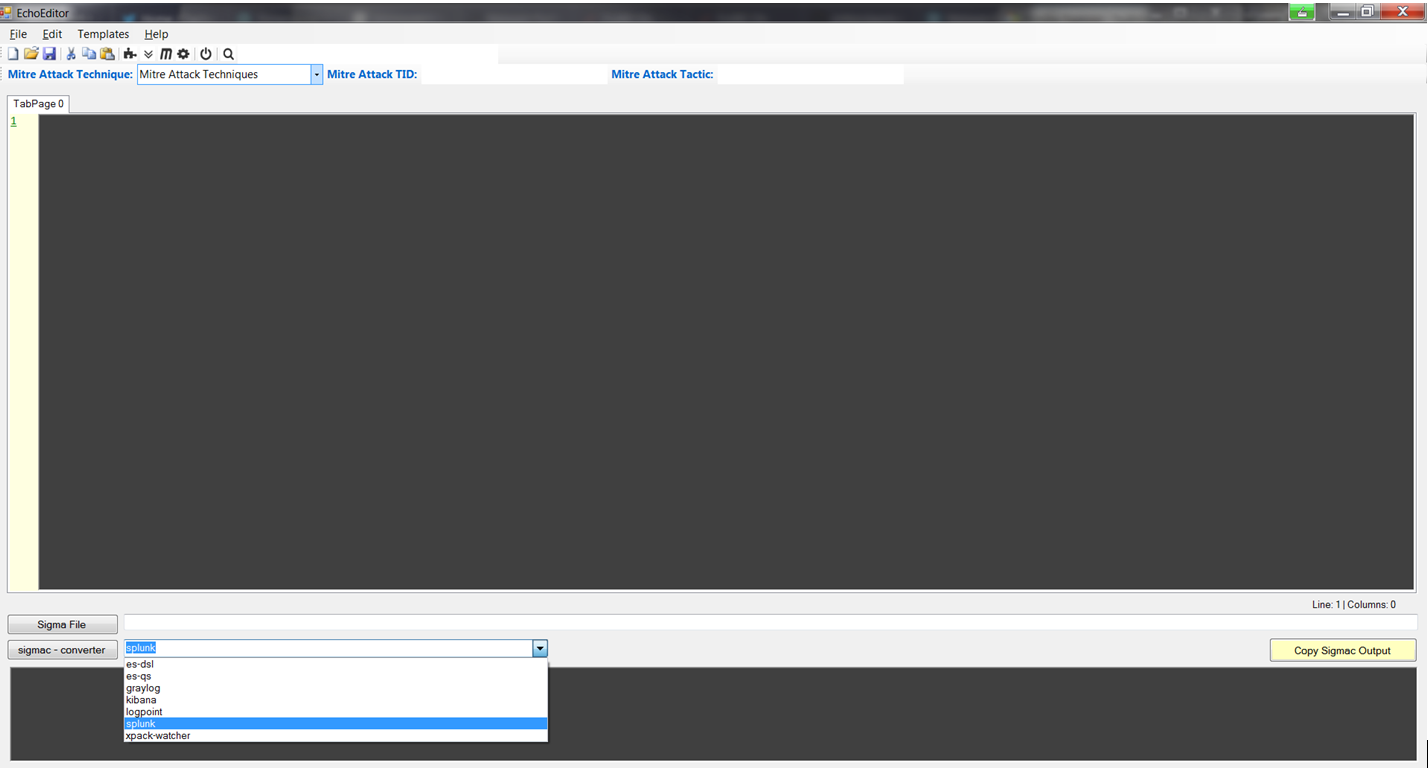 EchoEditor
File Edit Templates Help
Mitre Attack Technique: Mitre Attack Techniques Mitre Attack TID: Mitre Attack Tactic:
TabPage 0
1
Line: 1 | Columns: 0
Sigma File
sigmac - converter splunk Copy Sigmac Output
es-dsl
es-qs
graylog
kibana
logpoint
splunk
xpack-watcher